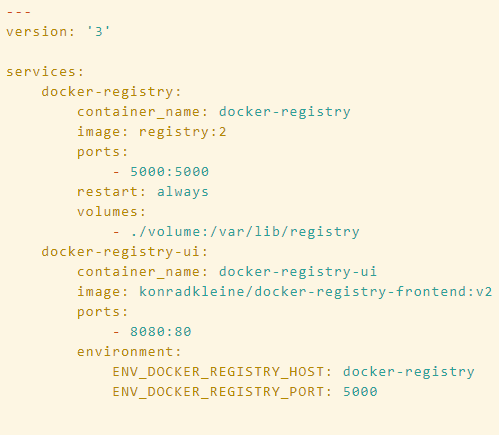 ---
version: '3'

services:
    docker-registry:
        container_name: docker-registry
        image: registry:2
        ports:
            - 5000:5000
        restart: always
        volumes:
            - ./volume:/var/lib/registry
    docker-registry-ui:
        container_name: docker-registry-ui
        image: konradkleine/docker-registry-frontend:v2
        ports:
            - 8080:80
        environment:
            ENV_DOCKER_REGISTRY_HOST: docker-registry
            ENV_DOCKER_REGISTRY_PORT: 5000